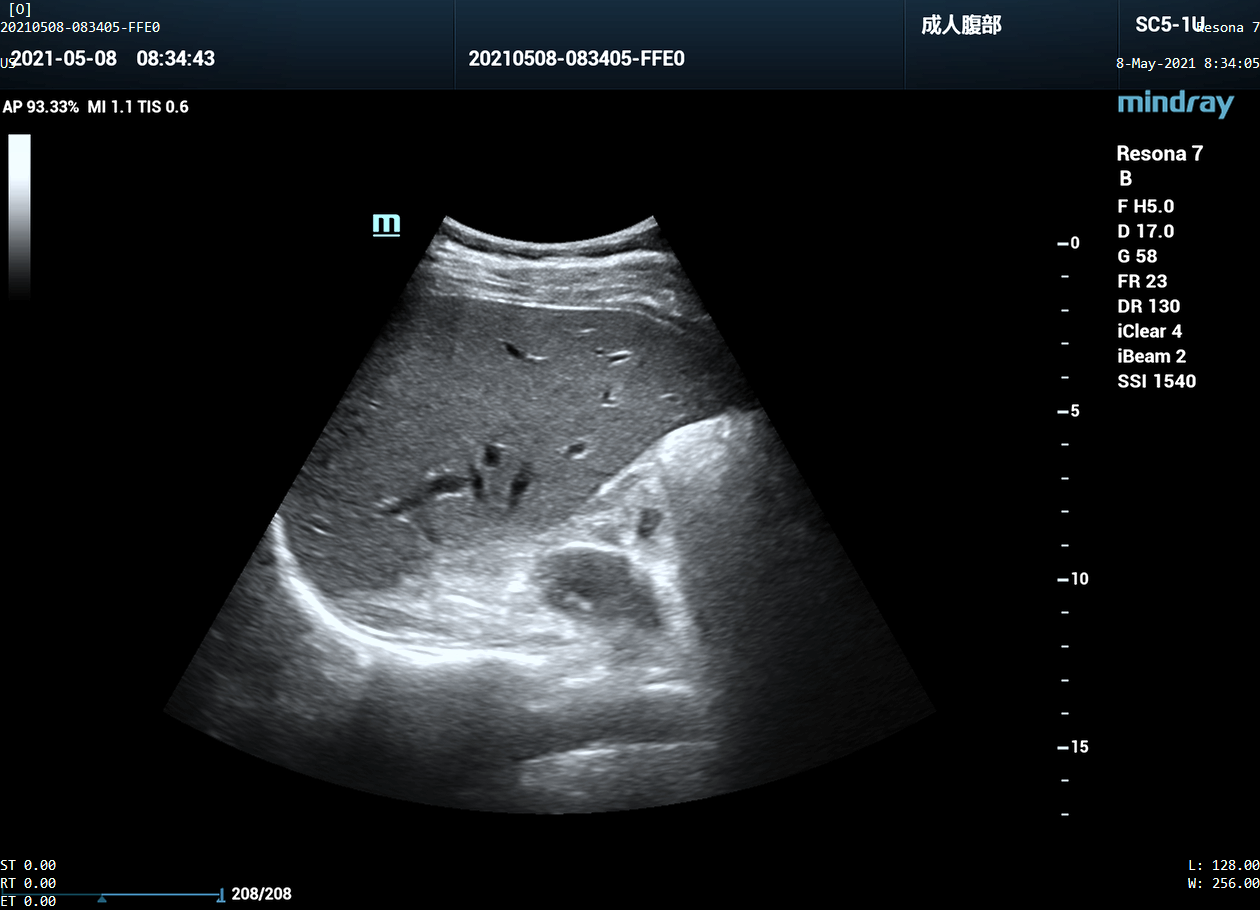 [O]
20210508-083405-FFE0
US
2021-05-08 08:34:43
20210508-083405-FFE0
成人腹部
SC5-1U
Resona 7
8-May-2021 8:34:05
AP 93.33% MI 1.1 TIS 0.6
mindray
m
Resona 7
B
F H5.0
D 17.0
G 58
FR 23
DR 130
iClear 4
iBeam 2
SSI 1540
0
5
10
15
ST 0.00
RT 0.00
ET 0.00
208/208
L: 128.00
W: 256.00